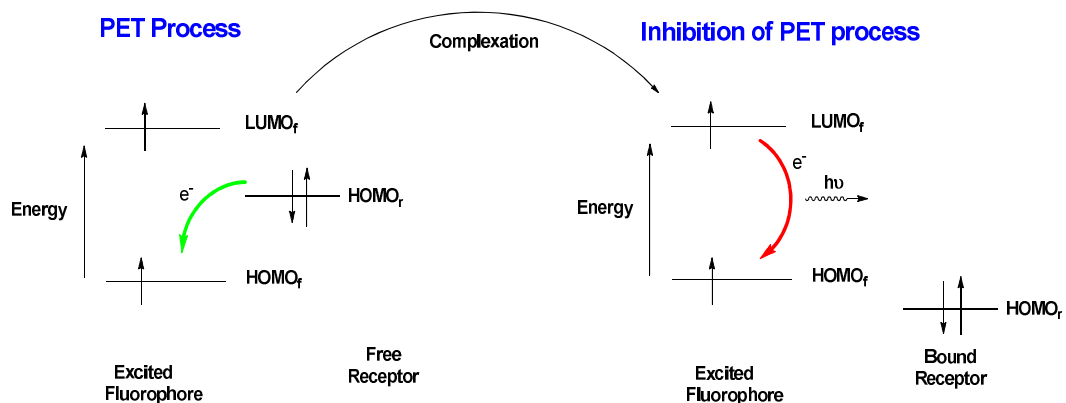 PET Process
Complexation
Inhibition of PET process
LUMOf
e-
HOMOr
Energy
HOMOf
Free
Receptor
Excited
Fluorophore
LUMOf
e-
hυ
Energy
HOMOf
HOMOr
Bound
Receptor
Excited
Fluorophore